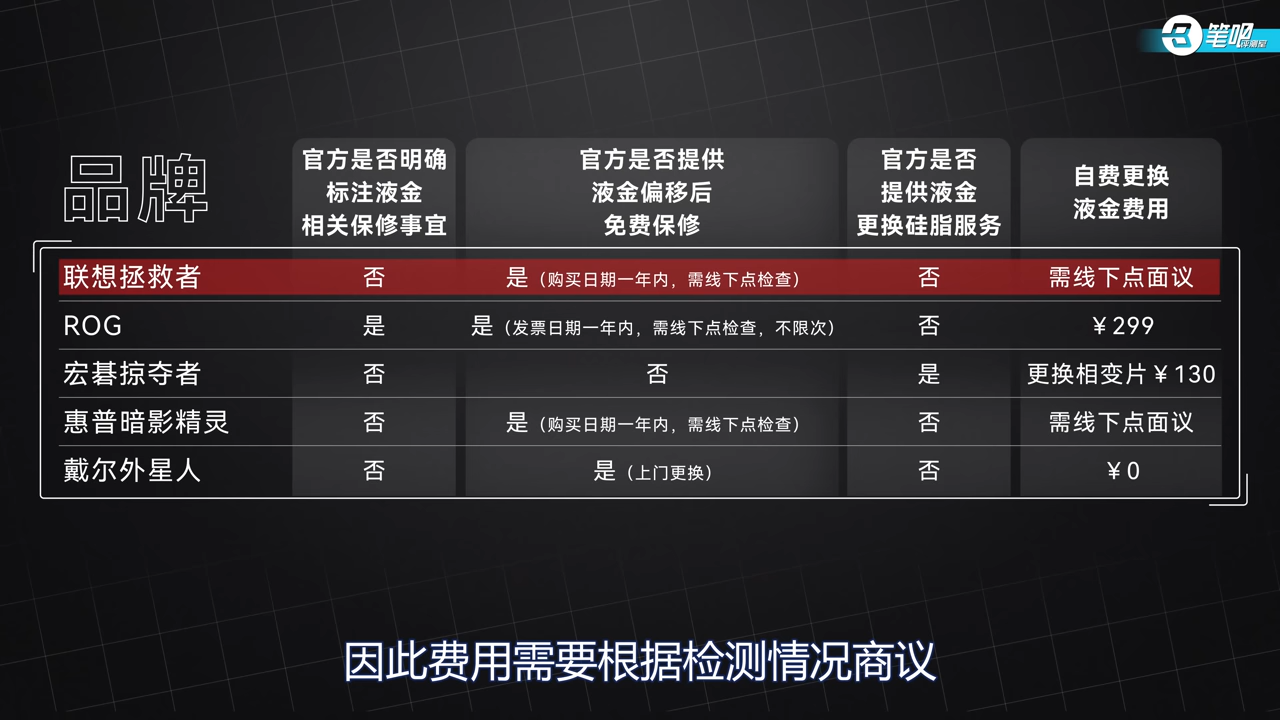 笔吧评测室
品牌
官方是否明确
标注液金
相关保修事宜
官方是否提供
液金偏移后
免费保修
官方是否
提供液金
更换硅脂服务
自费更换
液金费用
联想拯救者 否 是（购买日期一年内，需线下点检查） 否 需线下点面议
ROG 是 是（发票日期一年内，需线下点检查，不限次） 否 ￥299
宏碁掠夺者 否 否 是 更换相变片￥130
惠普暗影精灵 否 是（购买日期一年内，需线下点检查） 否 需线下点面议
戴尔外星人 否 是（上门更换） 否 ￥0
因此费用需要根据检测情况商议